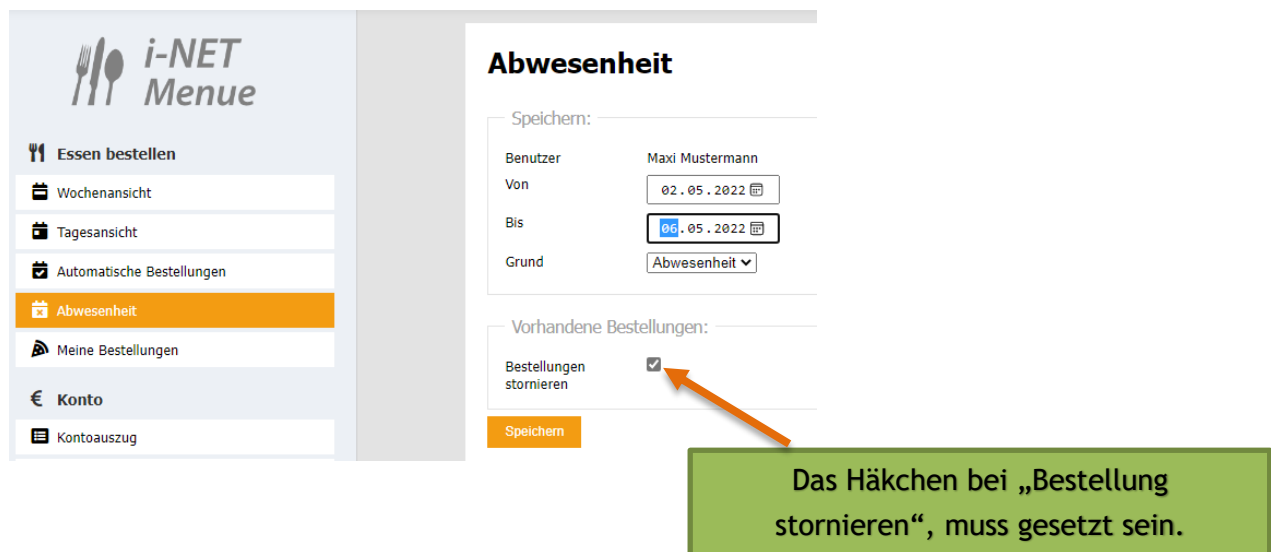 i-NET
Menue
Essen bestellen
Wochenansicht
Tagesansicht
Automatische Bestellungen
Abwesenheit
Meine Bestellungen
€ Konto
Kontoauszug
Abwesenheit
Speichern:
Benutzer Maxi Mustermann
Von 02.05.2022
Bis 06.05.2022
Grund Abwesenheit
Vorhandene Bestellungen:
Bestellungen
stornieren
Speichern
Das Häkchen bei „Bestellung
stornieren“, muss gesetzt sein.